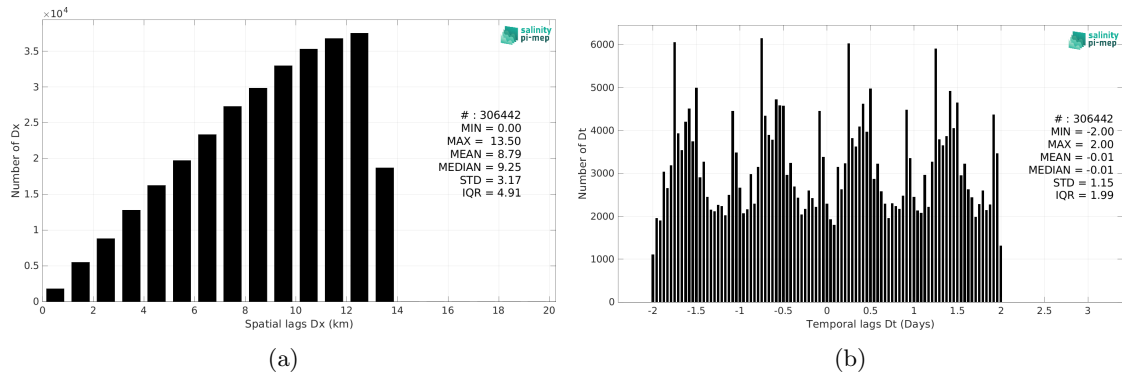 ×10^4
salinity
pi-mep
3.5
3
2.5
2
1.5
1
0.5
0
Number of Dx
# : 306442
MIN = 0.00
MAX = 13.50
MEAN = 8.79
MEDIAN = 9.25
STD = 3.17
IQR = 4.91
0 2 4 6 8 10 12 14 16 18 20
Spatial lags Dx (km)
(a)
salinity
pi-mep
6000
5000
4000
3000
2000
1000
0
Number of Dt
# : 306442
MIN = -2.00
MAX = 2.00
MEAN = -0.01
MEDIAN = -0.01
STD = 1.15
IQR = 1.99
-2 -1.5 -1 -0.5 0 0.5 1 1.5 2 2.5 3
Temporal lags Dt (Days)
(b)